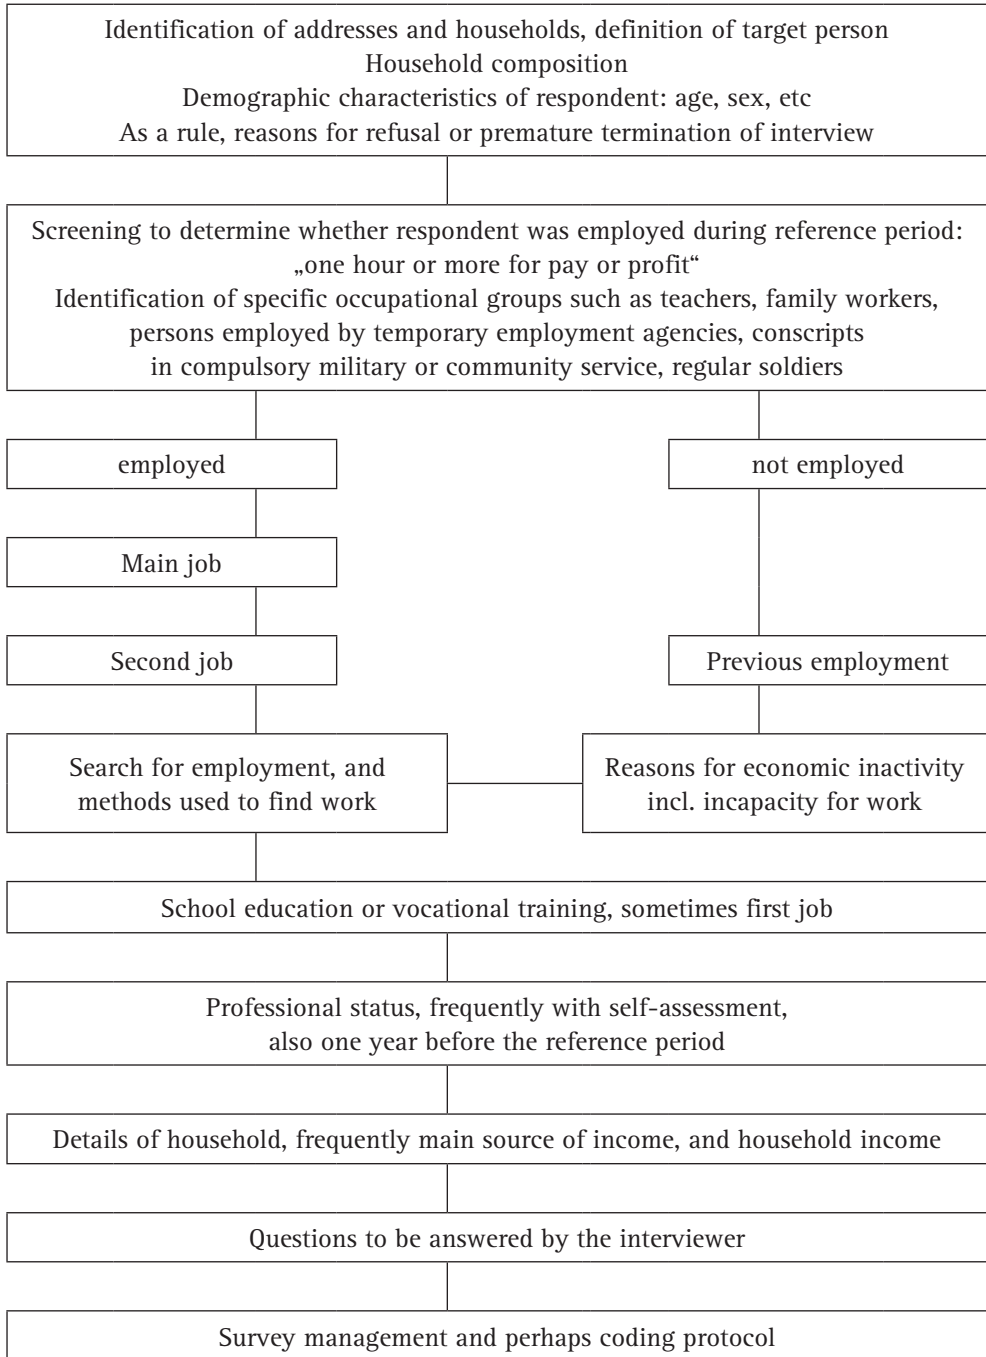 Identification of addresses and households, definition of target person
Household composition
Demographic characteristics of respondent: age, sex, etc
As a rule, reasons for refusal or premature termination of interview
Screening to determine whether respondent was employed during reference period:
„one hour or more for pay or profit“
Identification of specific occupational groups such as teachers, family workers,
persons employed by temporary employment agencies, conscripts
in compulsory military or community service, regular soldiers
employed
not employed
Main job
Second job
Previous employment
Search for employment, and
methods used to find work
Reasons for economic inactivity
incl. incapacity for work
School education or vocational training, sometimes first job
Professional status, frequently with self-assessment,
also one year before the reference period
Details of household, frequently main source of income, and household income
Questions to be answered by the interviewer
Survey management and perhaps coding protocol